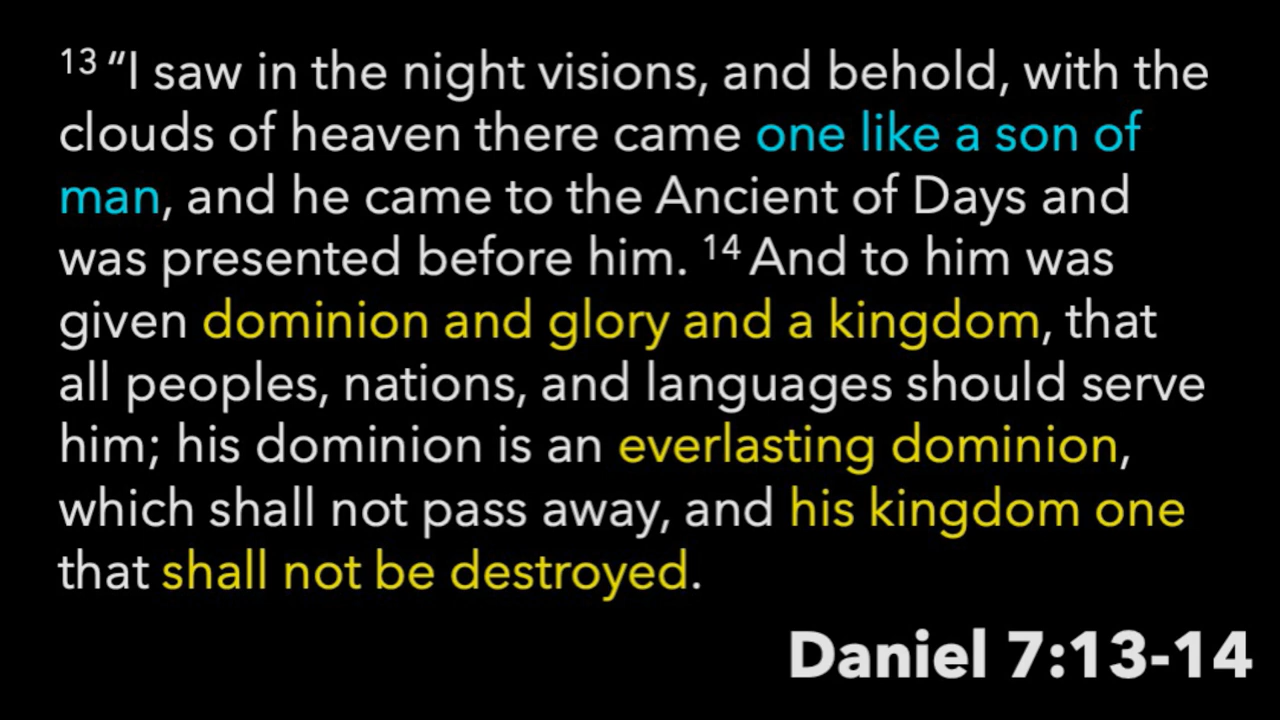 13 “I saw in the night visions, and behold, with the
clouds of heaven there came one like a son of
man, and he came to the Ancient of Days and
was presented before him. 14 And to him was
given dominion and glory and a kingdom, that
all peoples, nations, and languages should serve
him; his dominion is an everlasting dominion,
which shall not pass away, and his kingdom one
that shall not be destroyed.
Daniel 7:13-14